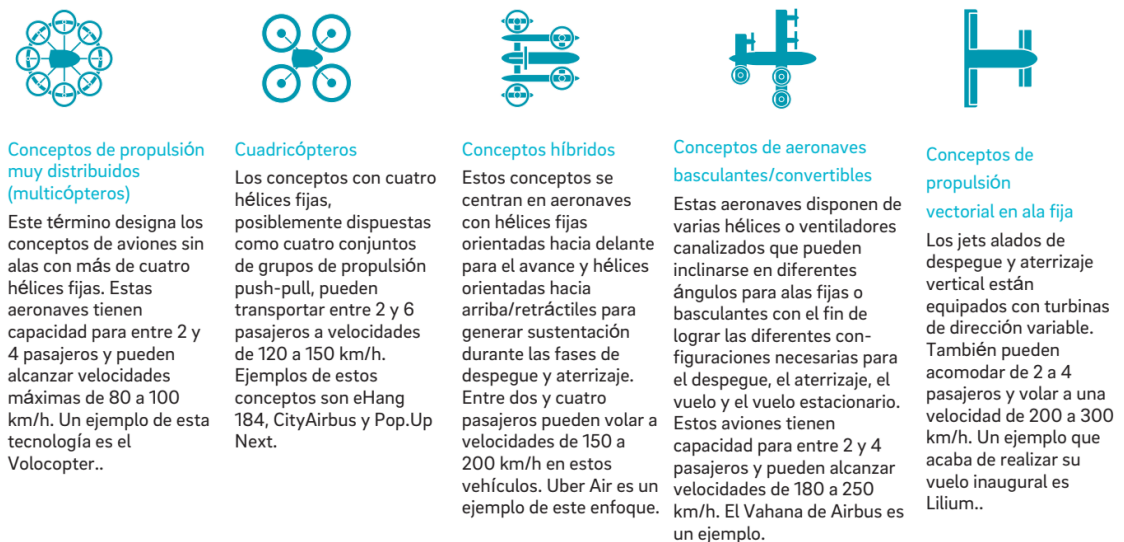 Conceptos de propulsión
muy distribuidos
(multicópteros)
Este término designa los
conceptos de aviones sin
alas con más de cuatro
hélices fijas. Estas
aeronaves tienen
capacidad para entre 2 y
4 pasajeros y pueden
alcanzar velocidades
máximas de 80 a 100
km/h. Un ejemplo de esta
tecnología es el
Volocopter..
Cuadricópteros
Los conceptos con cuatro
hélices fijas,
posiblemente dispuestas
como cuatro conjuntos
de grupos de propulsión
push-pull, pueden
transportar entre 2 y 6
pasajeros a velocidades
de 120 a 150 km/h.
Ejemplos de estos
conceptos son eHang
184, CityAirbus y Pop.Up
Next.
Conceptos híbridos
Estos conceptos se
centran en aeronaves
con hélices fijas
orientadas hacia delante
para el avance y hélices
orientadas hacia
arriba/retráctiles para
generar sustentación
durante las fases de
despegue y aterrizaje.
Entre dos y cuatro
pasajeros pueden volar a
velocidades de 150 a
200 km/h en estos
vehículos. Uber Air es un
ejemplo de este enfoque.
Conceptos de aeronaves
basculantes/convertibles
Estas aeronaves disponen de
varias hélices o ventiladores
canalizados que pueden
inclinarse en diferentes
ángulos para alas fijas o
basculantes con el fin de
lograr las diferentes con-
figuraciones necesarias para
el despegue, el aterrizaje, el
vuelo y el vuelo estacionario.
Estos aviones tienen
capacidad para entre 2 y 4
pasajeros y pueden alcanzar
velocidades de 180 a 250
km/h. El Vahana de Airbus es
un ejemplo.
Conceptos de
propulsión
vectorial en ala fija
Los jets alados de
despegue y aterrizaje
vertical están
equipados con turbinas
de dirección variable.
También pueden
acomodar de 2 a 4
pasajeros y volar a una
velocidad de 200 a 300
km/h. Un ejemplo que
acaba de realizar su
vuelo inaugural es
Lilium..